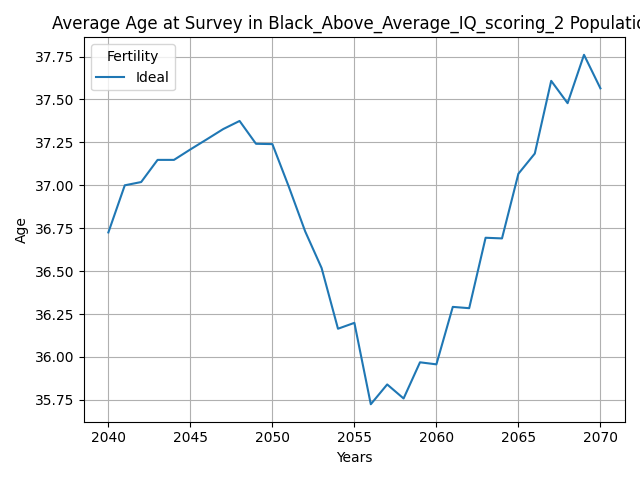 Average Age at Survey in Black_Above_Average_IQ_scoring_2 Populatio
37.75
37.50
37.25
37.00
36.75
36.50
36.25
36.00
35.75
Age
Fertility
Ideal
2040 2045 2050 2055 2060 2065 2070
Years